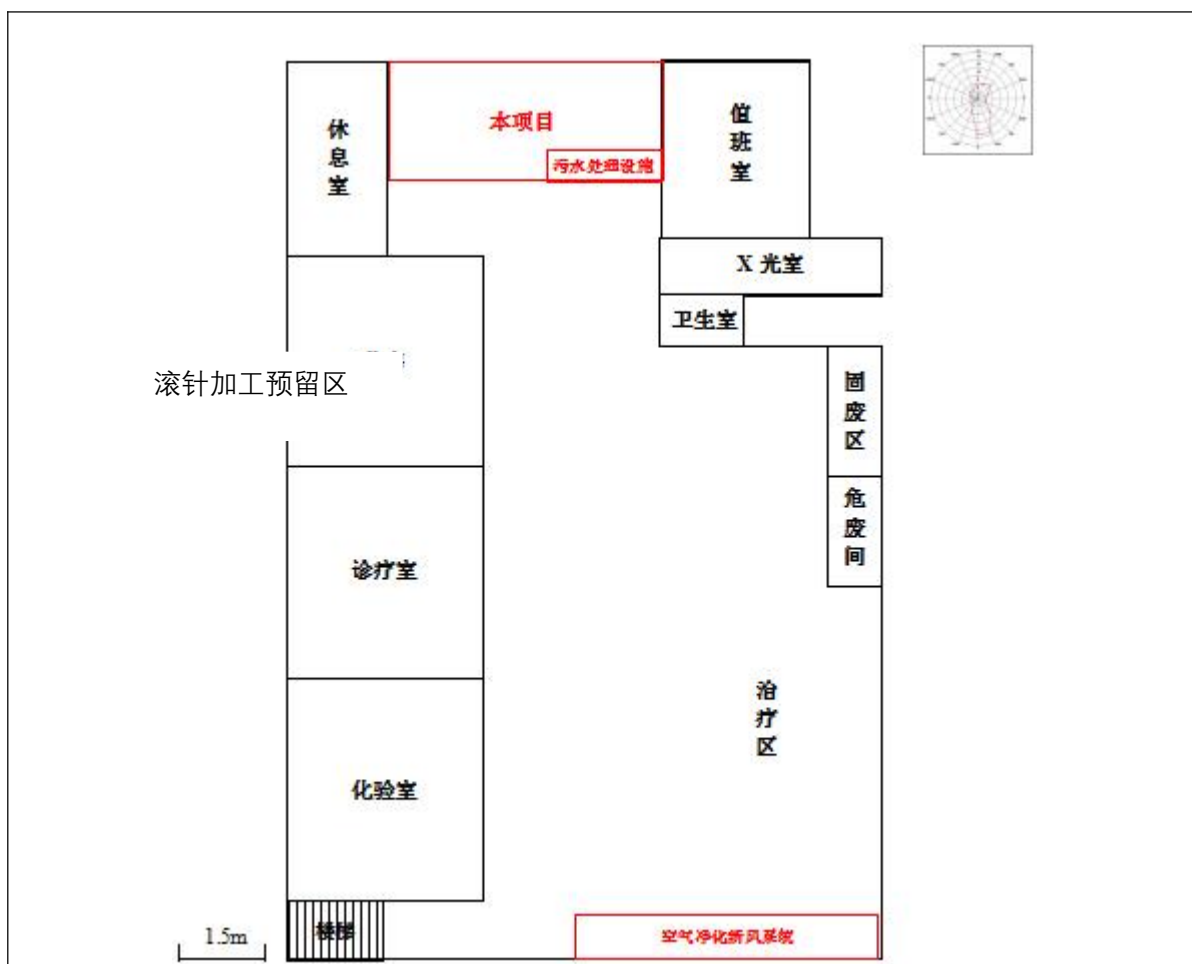 休息室
本项目
污水处理设施
值班室
X 光室
卫生室
滚针加工预留区
固废区
危废间
诊疗室
治疗区
化验室
楼梯
1.5m
空气净化新风系统